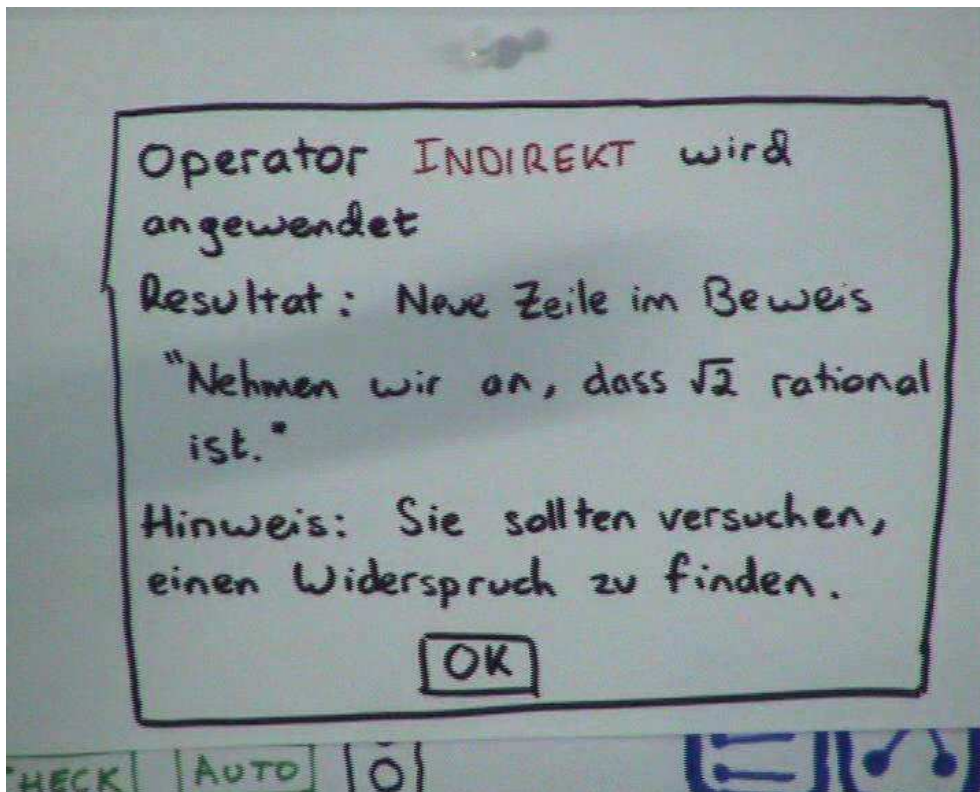 Operator INDIREKT wird
angewendet
Resultat: Neue Zeile im Beweis
"Nehmen wir an, dass √2 rational
ist."
Hinweis: Sie sollten versuchen,
einen Widerspruch zu finden.
OK
CHECK AUTO